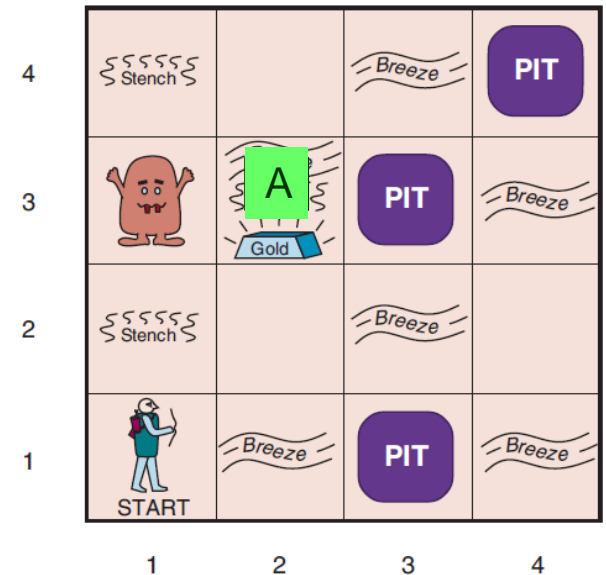 4
Stench
Breeze
PIT
3
A
Gold
PIT
Breeze
2
Stench
Breeze
1
START
Breeze
PIT
Breeze
1 2 3 4